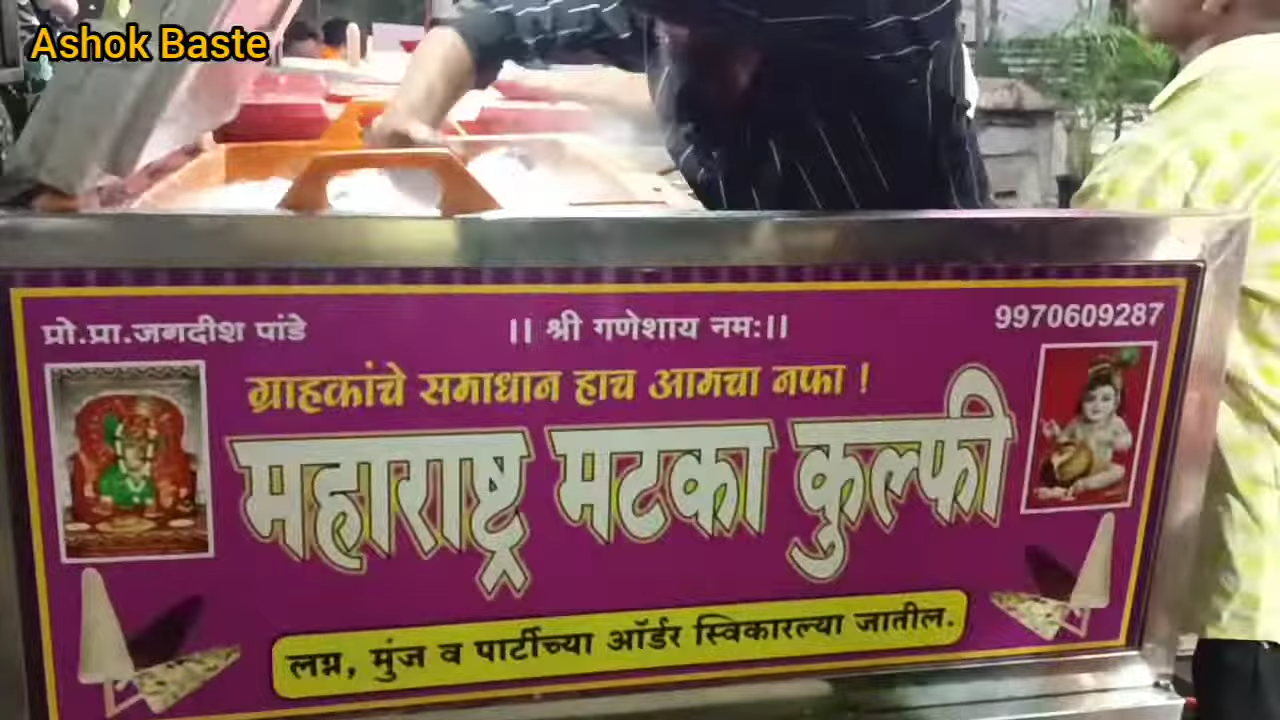 Ashok Baste
प्रो.प्रा.जगदीश पांडे
।। श्री गणेशाय नम:।।
9970609287
ग्राहकांचे समाधान हाच आमचा नफा !
महाराष्ट्र मटका कुल्फी
लग्न, मुंज व पार्टीच्या ऑर्डर स्विकारल्या जातील.